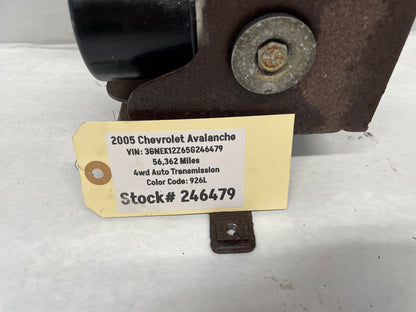 2005 Chevrolet Avalanche
VIN: 3GNEK12Z65G246479
56,362 Miles
4wd Auto Transmission
Color Code: 926L
Stock# 246479